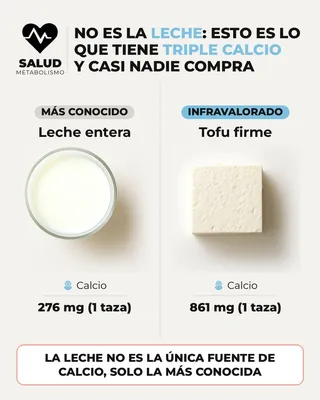 SALUD
METABOLISMO
NO ES LA LECHE: ESTO ES LO
QUE TIENE TRIPLE CALCIO
Y CASI NADIE COMPRA
MÁS CONOCIDO
Leche entera
Calcio
276 mg (1 taza)
INFRAVALORADO
Tofu firme
Calcio
861 mg (1 taza)
LA LECHE NO ES LA ÚNICA FUENTE DE
CALCIO, SOLO LA MÁS CONOCIDA